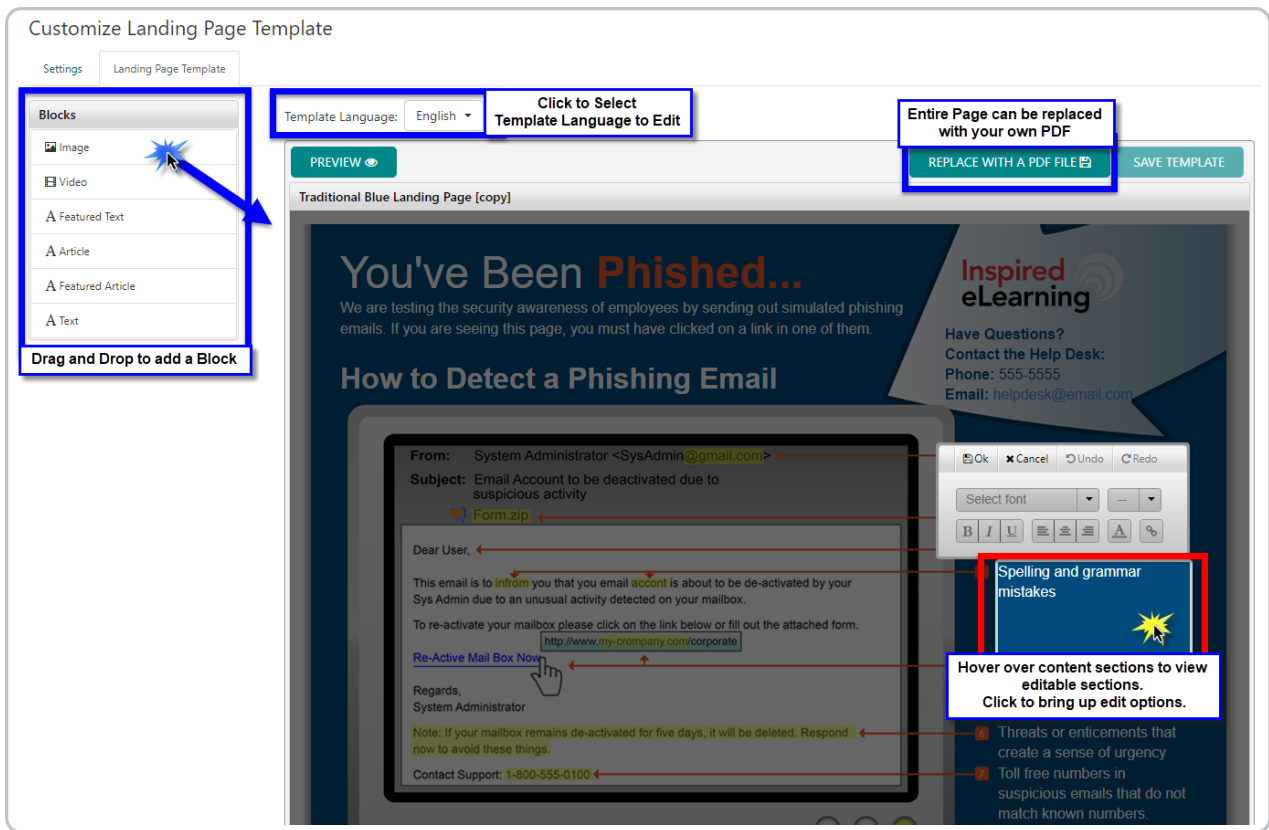 Customize Landing Page Template
Settings
Landing Page Template
Blocks
Image
Video
A Featured Text
A Article
A Featured Article
A Text
Drag and Drop to add a Block
Template Language:
English
Click to Select
Template Language to Edit
Entire Page can be replaced
with your own PDF
PREVIEW
REPLACE WITH A PDF FILE
SAVE TEMPLATE
Traditional Blue Landing Page [copy]
You've Been Phished...
We are testing the security awareness of employees by sending out simulated phishing
emails. If you are seeing this page, you must have clicked on a link in one of them.
Inspired
eLearning
Have Questions?
Contact the Help Desk:
Phone: 555-5555
Email: helpdesk@email.com
How to Detect a Phishing Email
From: System Administrator <SysAdmin@gmail.com>
Subject: Email Account to be deactivated due to
suspicious activity
Form.zip
Dear User,
This email is to infrom you that you email accont is about to be de-activated by your
Sys Admin due to an unusual activity detected on your mailbox.
To re-activate your mailbox please click on the link below or fill out the attached form.
http://www.my-crompany.com/corporate
Re-Active Mail Box Now
Regards,
System Administrator
Note: If your mailbox remains de-activated for five days, it will be deleted. Respond
now to avoid these things.
Contact Support: 1-800-555-0100
Ok
Cancel
Undo
Redo
Select font
--
B I U
A
Spelling and grammar
mistakes
Hover over content sections to view
editable sections.
Click to bring up edit options.
6 Threats or enticements that
create a sense of urgency
7 Toll free numbers in
suspicious emails that do not
match known numbers.